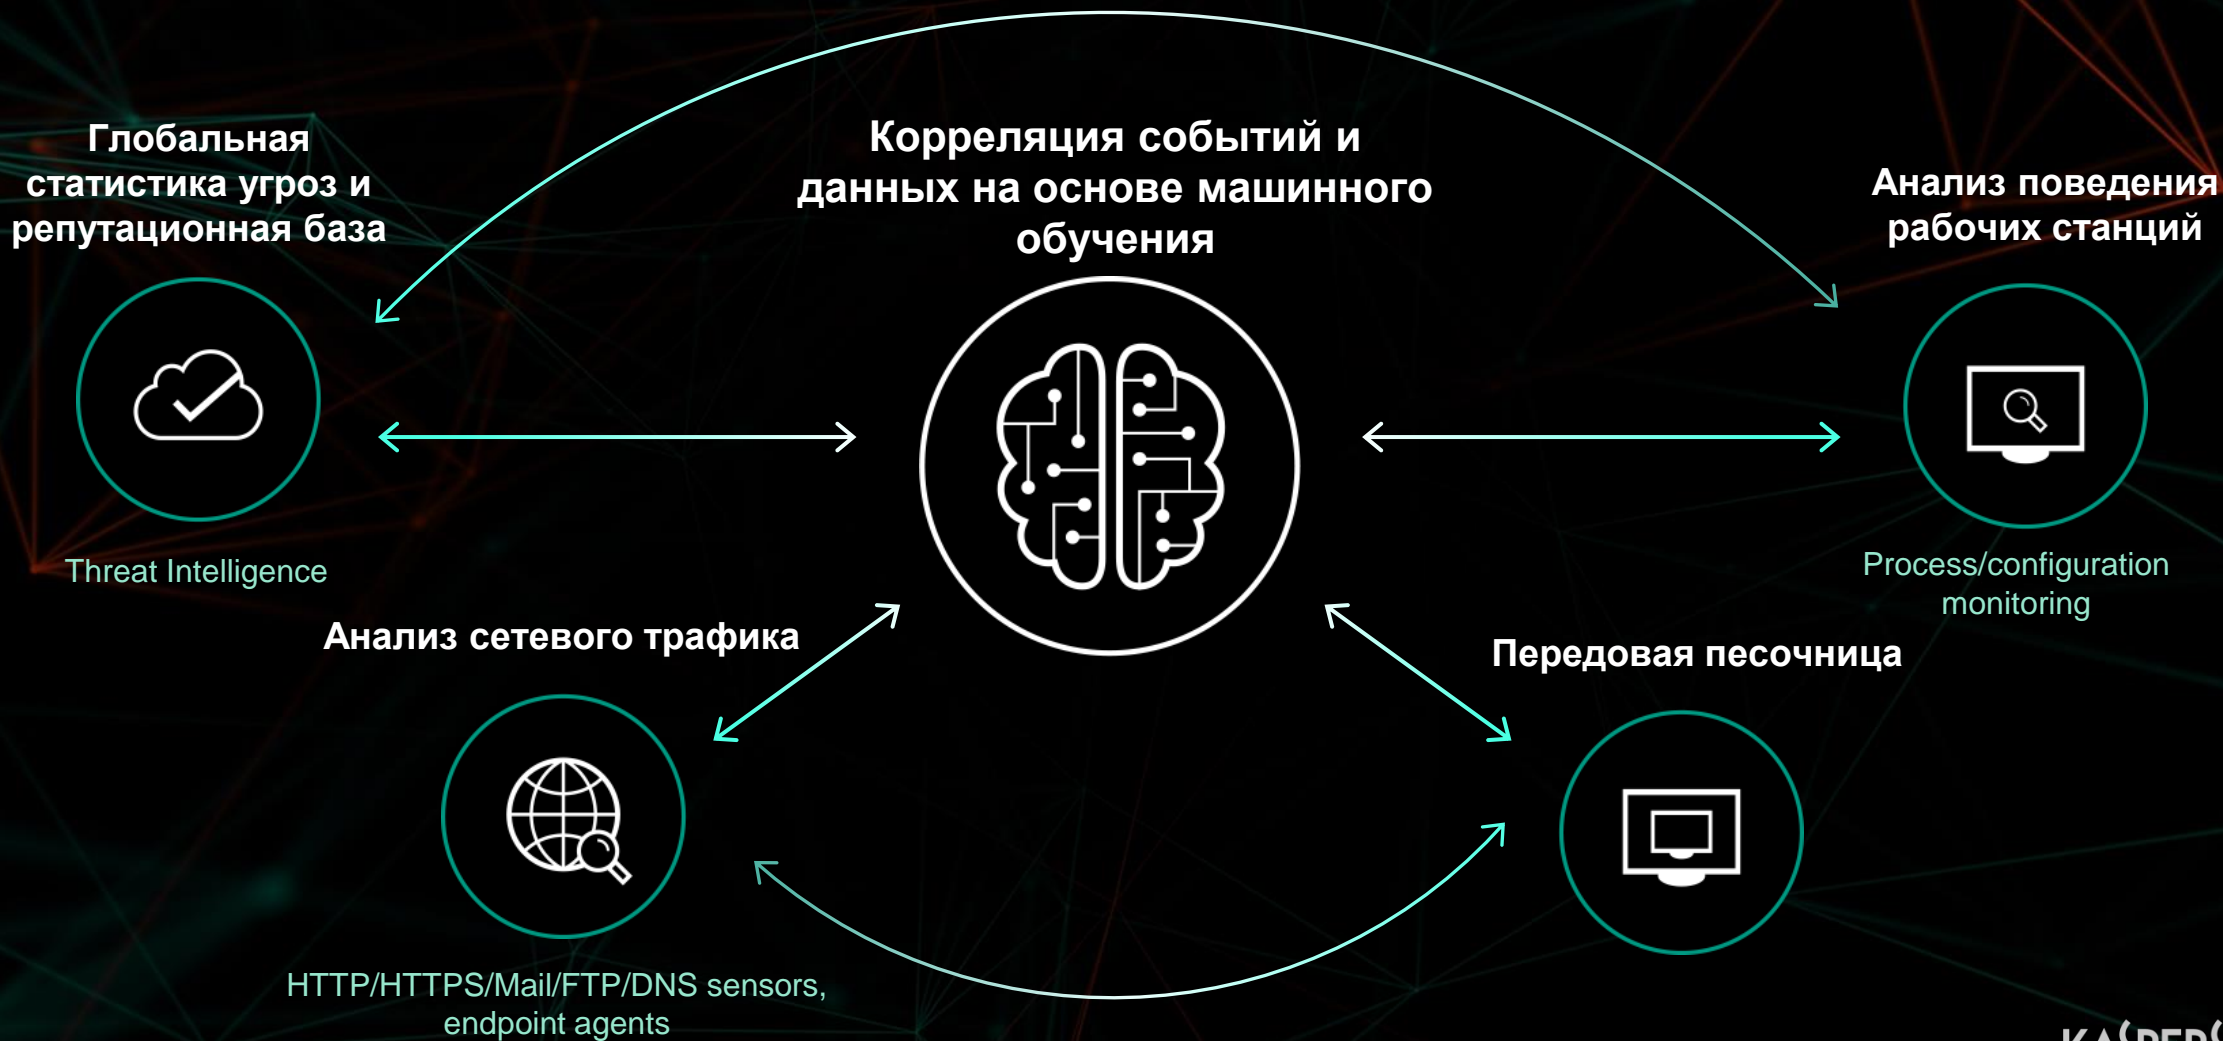 Глобальная
статистика угроз и
репутационная база
Threat Intelligence
Корреляция событий и
данных на основе машинного
обучения
Анализ поведения
рабочих станций
Process/configuration
monitoring
Анализ сетевого трафика
HTTP/HTTPS/Mail/FTP/DNS sensors,
endpoint agents
Передовая песочница